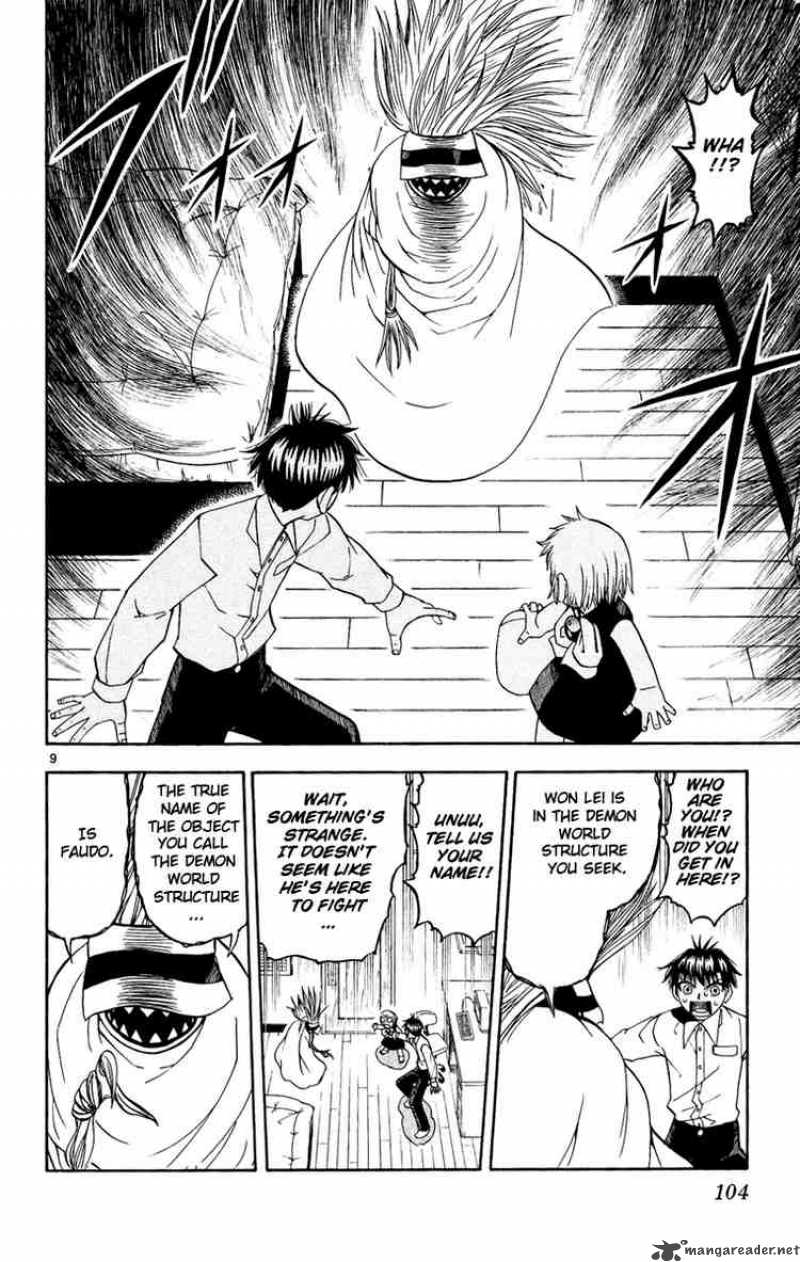 WHA
!!?
9
WHO
ARE
YOU!?
WHEN
DID YOU
GET IN
HERE!?
WON LEI IS
IN THE DEMON
WORLD
STRUCTURE
YOU SEEK.
UNUU,
TELL US
YOUR
NAME!!
WAIT,
SOMETHING'S
STRANGE.
IT DOESN'T
SEEM LIKE
HE'S HERE
TO FIGHT
...
THE TRUE
NAME OF
THE OBJECT
YOU CALL
THE DEMON
WORLD
STRUCTURE
...
IS
FAUDO.
104
mangareader.net